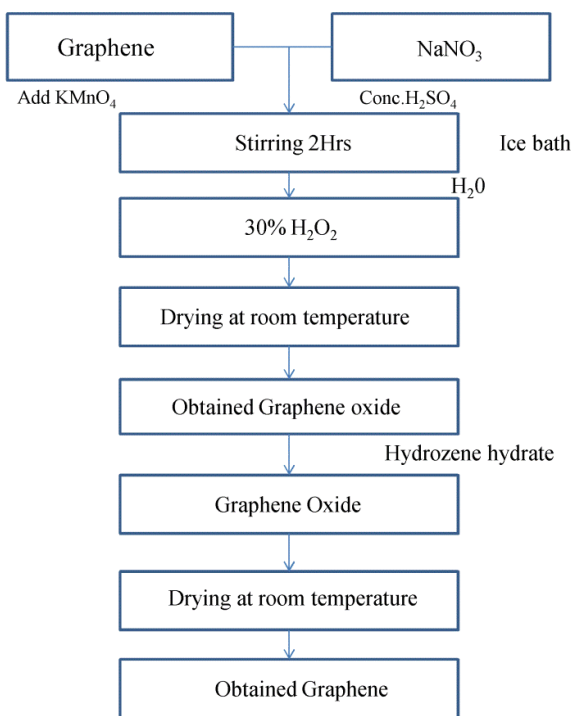 Graphene
NaNO₃
Add KMnO₄
Conc.H₂SO₄
Stirring 2Hrs
Ice bath
H₂0
30% H₂O₂
Drying at room temperature
Obtained Graphene oxide
Hydrozene hydrate
Graphene Oxide
Drying at room temperature
Obtained Graphene